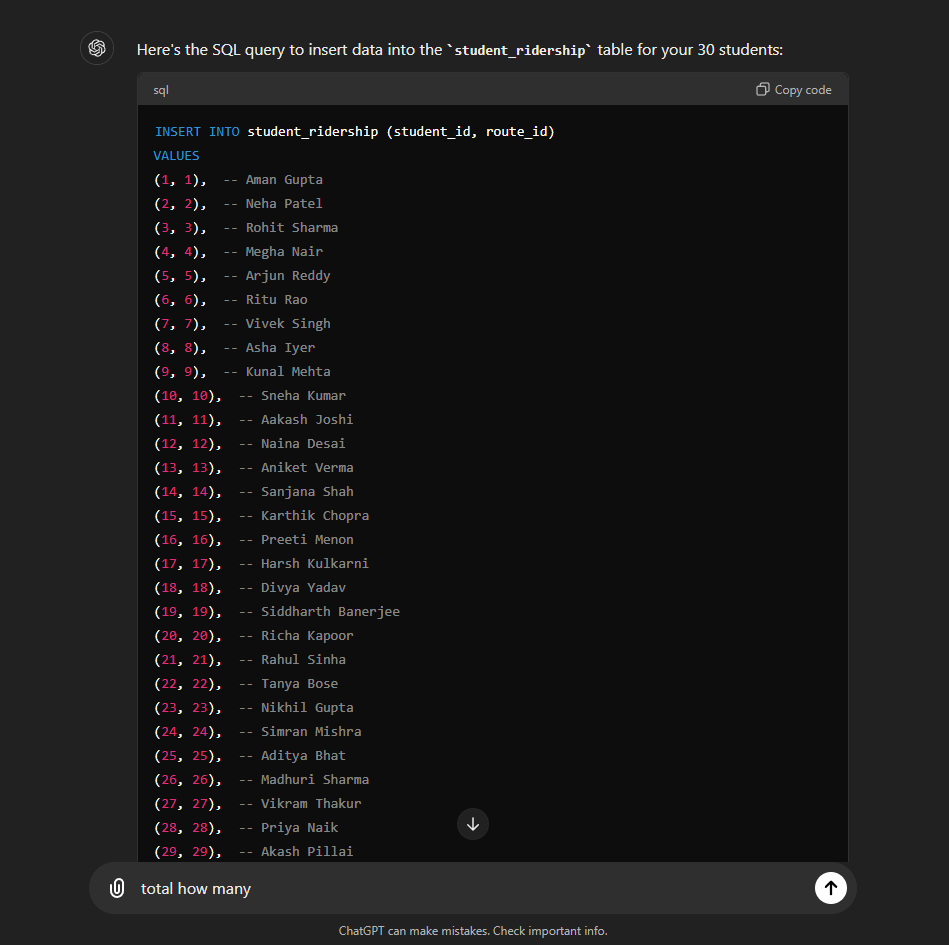 Here's the SQL query to insert data into the `student_ridership` table for your 30 students:
sql
Copy code
INSERT INTO student_ridership (student_id, route_id)
VALUES
(1, 1),  -- Aman Gupta
(2, 2),  -- Neha Patel
(3, 3),  -- Rohit Sharma
(4, 4),  -- Megha Nair
(5, 5),  -- Arjun Reddy
(6, 6),  -- Ritu Rao
(7, 7),  -- Vivek Singh
(8, 8),  -- Asha Iyer
(9, 9),  -- Kunal Mehta
(10, 10),  -- Sneha Kumar
(11, 11),  -- Aakash Joshi
(12, 12),  -- Naina Desai
(13, 13),  -- Aniket Verma
(14, 14),  -- Sanjana Shah
(15, 15),  -- Karthik Chopra
(16, 16),  -- Preeti Menon
(17, 17),  -- Harsh Kulkarni
(18, 18),  -- Divya Yadav
(19, 19),  -- Siddharth Banerjee
(20, 20),  -- Richa Kapoor
(21, 21),  -- Rahul Sinha
(22, 22),  -- Tanya Bose
(23, 23),  -- Nikhil Gupta
(24, 24),  -- Simran Mishra
(25, 25),  -- Aditya Bhat
(26, 26),  -- Madhuri Sharma
(27, 27),  -- Vikram Thakur
(28, 28),  -- Priya Naik
(29, 29),  -- Akash Pillai
total how many
ChatGPT can make mistakes. Check important info.